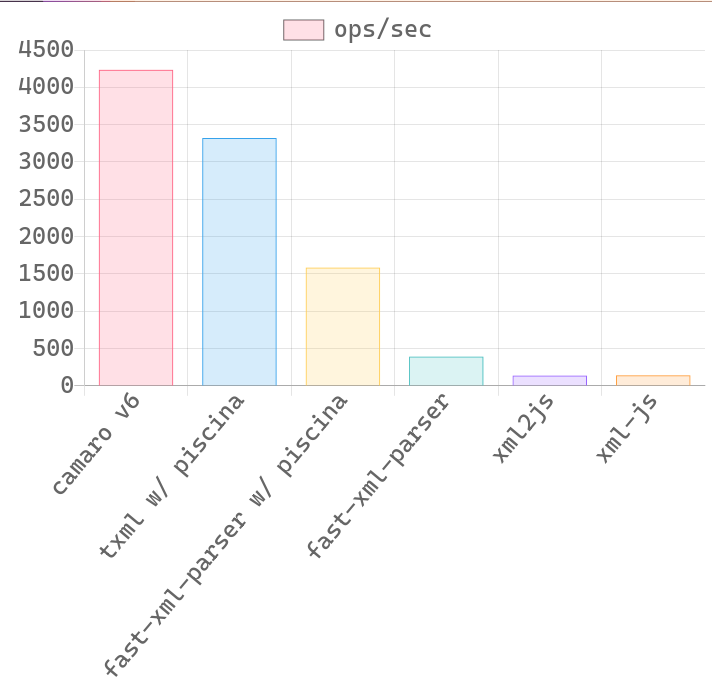 ops/sec
4500
4000
3500
3000
2500
2000
1500
1000
500
0
camaro v6
txml w/ piscina
fast-xml-parser w/ piscina
fast-xml-parser
xml2js
xml-js